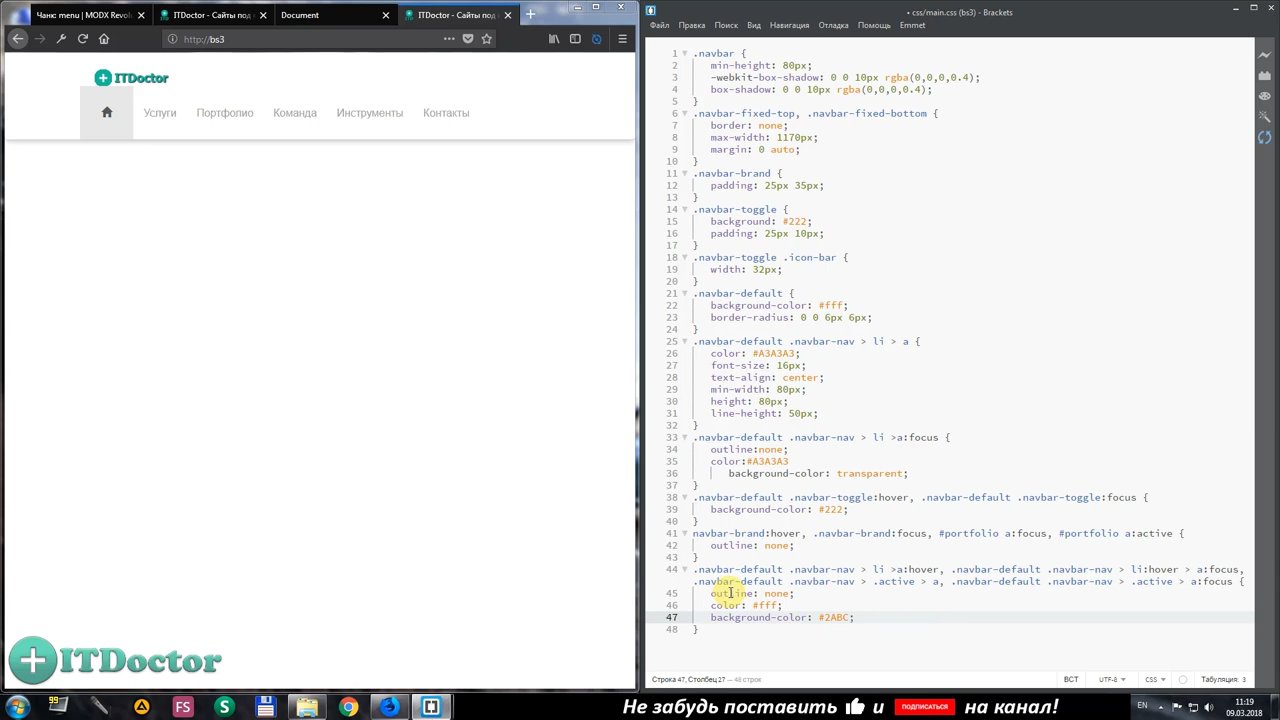 Чанк: menu | MODX Revolu
ITDoctor - Сайты под к
Document
ITDoctor - Сайты под к
http://bs3
ITDoctor
Услуги
Портфолио
Команда
Инструменты
Контакты
ITDoctor
• css/main.css (bs3) - Brackets
Файл Правка Поиск Вид Навигация Отладка Помощь Emmet
1 .navbar {
2 min-height: 80px;
3 -webkit-box-shadow: 0 0 10px rgba(0,0,0,0.4);
4 box-shadow: 0 0 10px rgba(0,0,0,0.4);
5 }
6 .navbar-fixed-top, .navbar-fixed-bottom {
7 border: none;
8 max-width: 1170px;
9 margin: 0 auto;
10 }
11 .navbar-brand {
12 padding: 25px 35px;
13 }
14 .navbar-toggle {
15 background: #222;
16 padding: 25px 10px;
17 }
18 .navbar-toggle .icon-bar {
19 width: 32px;
20 }
21 .navbar-default {
22 background-color: #fff;
23 border-radius: 0 0 6px 6px;
24 }
25 .navbar-default .navbar-nav > li > a {
26 color: #A3A3A3;
27 font-size: 16px;
28 text-align: center;
29 min-width: 80px;
30 height: 80px;
31 line-height: 50px;
32 }
33 .navbar-default .navbar-nav > li >a:focus {
34 outline:none;
35 color:#A3A3A3
36 background-color: transparent;
37 }
38 .navbar-default .navbar-toggle:hover, .navbar-default .navbar-toggle:focus {
39 background-color: #222;
40 }
41 navbar-brand:hover, .navbar-brand:focus, #portfolio a:focus, #portfolio a:active {
42 outline: none;
43 }
44 .navbar-default .navbar-nav > li >a:hover, .navbar-default .navbar-nav > li:hover > a:focus,
.navbar-default .navbar-nav > .active > a, .navbar-default .navbar-nav > .active > a:focus {
45 outline: none;
46 color: #fff;
47 background-color: #2ABC;
48 }
Строка 47, Столбец 27 — 48 строк
ВСТ UTF-8 CSS Табуляция: 3
Не забудь поставить и ПОДПИСАТЬСЯ на канал!
EN
11:19
09.03.2018